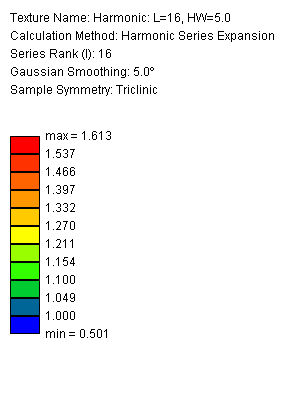 Texture Name: Harmonic: L=16, HW=5.0
Calculation Method: Harmonic Series Expansion
Series Rank (l): 16
Gaussian Smoothing: 5.0°
Sample Symmetry: Triclinic
max = 1.613
1.537
1.466
1.397
1.332
1.270
1.211
1.154
1.100
1.049
1.000
min = 0.501